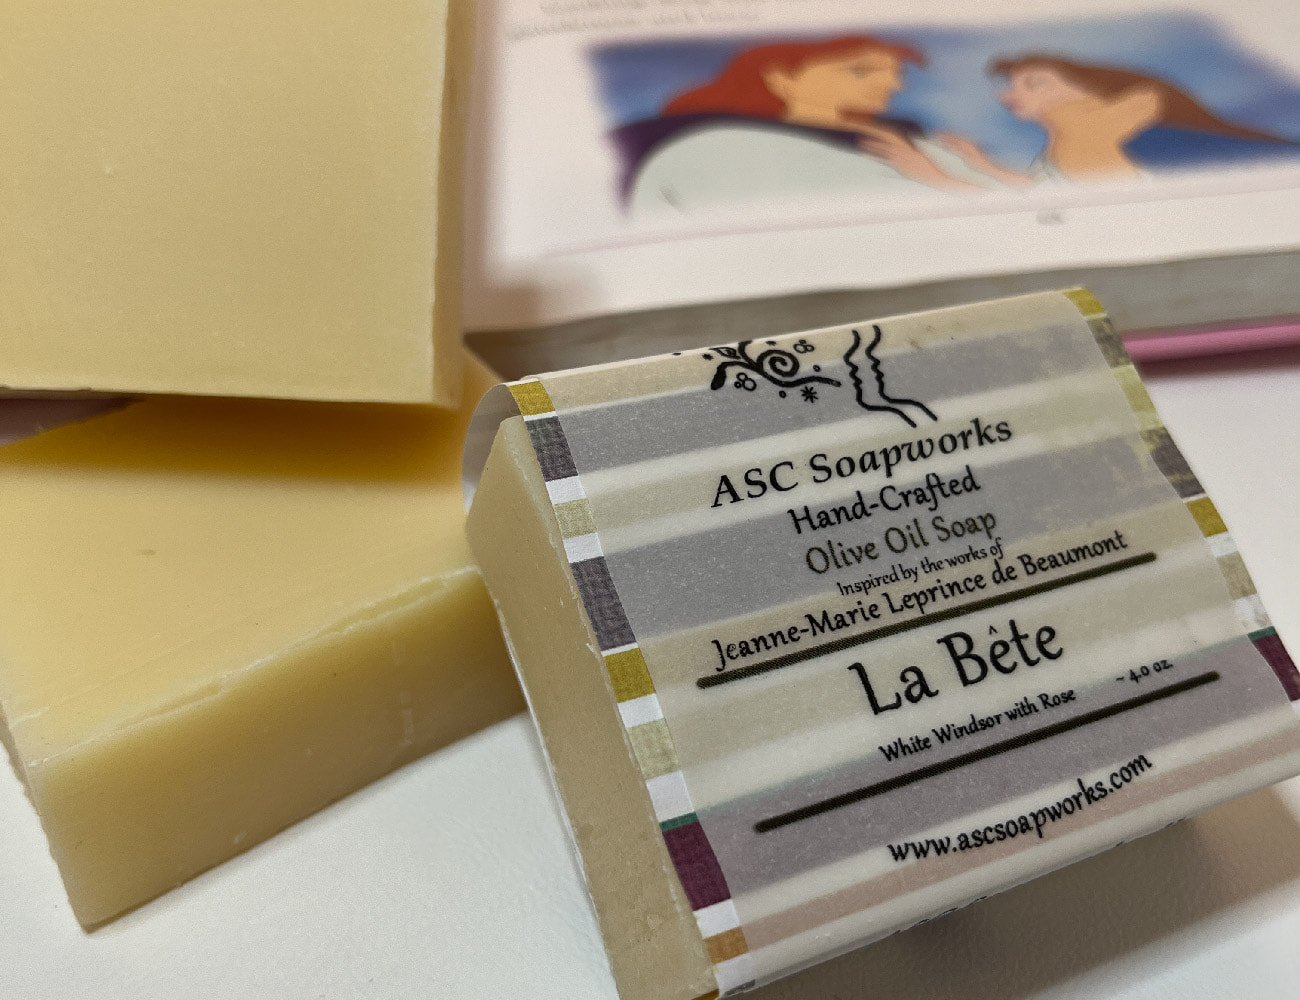 ASC Soapworks
Hand-Crafted
Olive Oil Soap
Inspired by the works of
Jeanne-Marie Leprince de Beaumont
La Bête
White Windsor with Rose ~ 4.0 oz.
www.ascsoapworks.com